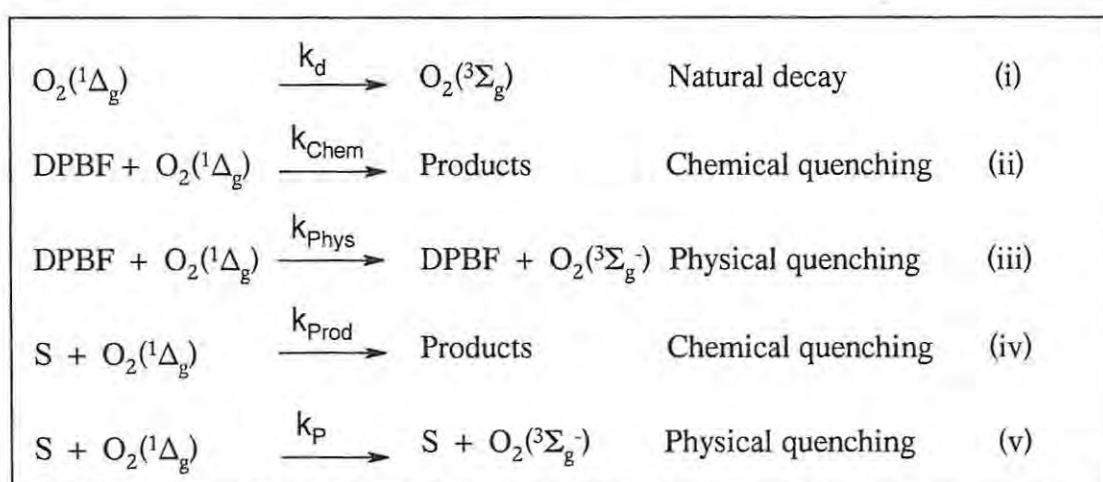 O₂(¹Δg) kd O₂(³Σg) Natural decay (i)
DPBF + O₂(¹Δg) kChem Products Chemical quenching (ii)
DPBF + O₂(¹Δg) kPhys DPBF + O₂(³Σg⁻) Physical quenching (iii)
S + O₂(¹Δg) kProd Products Chemical quenching (iv)
S + O₂(¹Δg) kP S + O₂(³Σg⁻) Physical quenching (v)